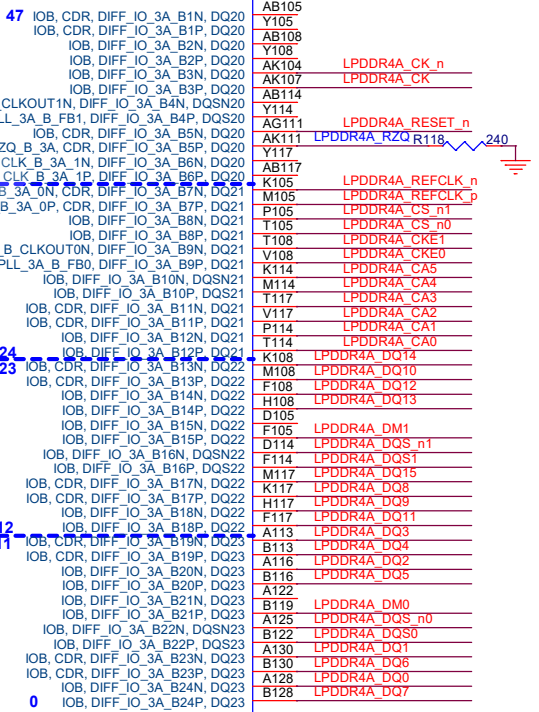 47 IOB, CDR, DIFF_IO_3A_B1N, DQ20 AB105
IOB, CDR, DIFF_IO_3A_B1P, DQ20 Y105
IOB, DIFF_IO_3A_B2N, DQ20 AB108
IOB, DIFF_IO_3A_B2P, DQ20 Y108
IOB, DIFF_IO_3A_B3N, DQ20 AK104 LPDDR4A_CK_n
IOB, DIFF_IO_3A_B3P, DQ20 AK107 LPDDR4A_CK
_CLKOUT1N, DIFF_IO_3A_B4N, DQSN20 AB114
LL_3A_B_FB1, DIFF_IO_3A_B4P, DQS20 Y114
IOB, CDR, DIFF_IO_3A_B5N, DQ20 AG111 LPDDR4A_RESET_n
ZQ_B_3A, CDR, DIFF_IO_3A_B5P, DQ20 AK111 LPDDR4A_RZQ R118 240
CLK_B_3A_1N, DIFF_IO_3A_B6N, DQ20 Y117
CLK_B_3A_1P, DIFF_IO_3A_B6P, DQ20 AB117
B_3A_0N, CDR, DIFF_IO_3A_B7N, DQ21 K105 LPDDR4A_REFCLK_n
B_3A_0P, CDR, DIFF_IO_3A_B7P, DQ21 M105 LPDDR4A_REFCLK_p
IOB, DIFF_IO_3A_B8N, DQ21 P105 LPDDR4A_CS_n1
IOB, DIFF_IO_3A_B8P, DQ21 T105 LPDDR4A_CS_n0
_B_CLKOUT0N, DIFF_IO_3A_B9N, DQ21 T108 LPDDR4A_CKE1
PLL_3A_B_FB0, DIFF_IO_3A_B9P, DQ21 V108 LPDDR4A_CKE0
IOB, DIFF_IO_3A_B10N, DQSN21 K114 LPDDR4A_CA5
IOB, DIFF_IO_3A_B10P, DQS21 M114 LPDDR4A_CA4
IOB, CDR, DIFF_IO_3A_B11N, DQ21 T117 LPDDR4A_CA3
IOB, CDR, DIFF_IO_3A_B11P, DQ21 V117 LPDDR4A_CA2
IOB, DIFF_IO_3A_B12N, DQ21 P114 LPDDR4A_CA1
24 IOB, DIFF_IO_3A_B12P, DQ21 T114 LPDDR4A_CA0
23 IOB, CDR, DIFF_IO_3A_B13N, DQ22 K108 LPDDR4A_DQ14
IOB, CDR, DIFF_IO_3A_B13P, DQ22 M108 LPDDR4A_DQ10
IOB, DIFF_IO_3A_B14N, DQ22 F108 LPDDR4A_DQ12
IOB, DIFF_IO_3A_B14P, DQ22 H108 LPDDR4A_DQ13
IOB, DIFF_IO_3A_B15N, DQ22 D105
IOB, DIFF_IO_3A_B15P, DQ22 F105 LPDDR4A_DM1
IOB, DIFF_IO_3A_B16N, DQSN22 D114 LPDDR4A_DQS_n1
IOB, DIFF_IO_3A_B16P, DQS22 F114 LPDDR4A_DQS1
IOB, CDR, DIFF_IO_3A_B17N, DQ22 M117 LPDDR4A_DQ15
IOB, CDR, DIFF_IO_3A_B17P, DQ22 K117 LPDDR4A_DQ8
IOB, DIFF_IO_3A_B18N, DQ22 H117 LPDDR4A_DQ9
12 IOB, DIFF_IO_3A_B18P, DQ22 F117 LPDDR4A_DQ11
11 IOB, CDR, DIFF_IO_3A_B19N, DQ23 A113 LPDDR4A_DQ3
IOB, CDR, DIFF_IO_3A_B19P, DQ23 B113 LPDDR4A_DQ4
IOB, DIFF_IO_3A_B20N, DQ23 A116 LPDDR4A_DQ2
IOB, DIFF_IO_3A_B20P, DQ23 B116 LPDDR4A_DQ5
IOB, DIFF_IO_3A_B21N, DQ23 A122
IOB, DIFF_IO_3A_B21P, DQ23 B119 LPDDR4A_DM0
IOB, DIFF_IO_3A_B22N, DQSN23 A125 LPDDR4A_DQS_n0
IOB, DIFF_IO_3A_B22P, DQS23 B122 LPDDR4A_DQS0
IOB, CDR, DIFF_IO_3A_B23N, DQ23 A130 LPDDR4A_DQ1
IOB, CDR, DIFF_IO_3A_B23P, DQ23 B130 LPDDR4A_DQ6
IOB, DIFF_IO_3A_B24N, DQ23 A128 LPDDR4A_DQ0
0 IOB, DIFF_IO_3A_B24P, DQ23 B128 LPDDR4A_DQ7